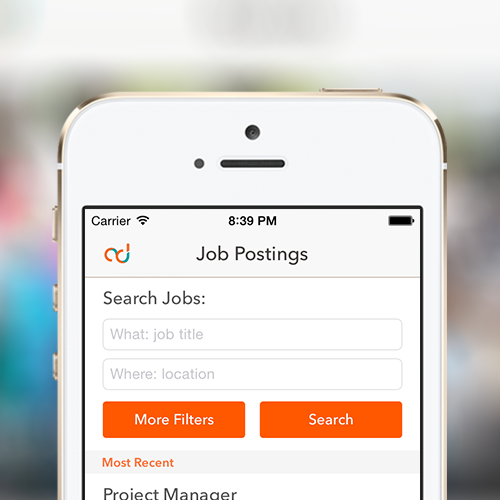 Carrier 8:39 PM
Job Postings
Search Jobs:
What: job title
Where: location
More Filters Search
Most Recent
Project Manager